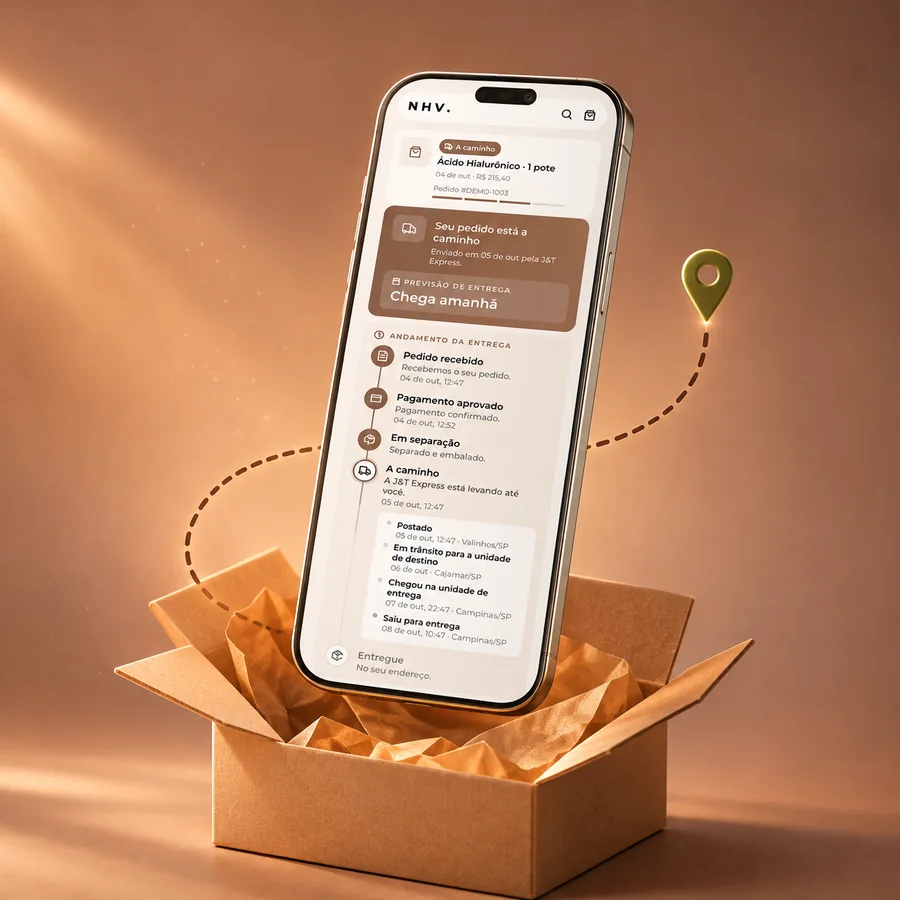 NHV.
A caminho
Ácido Hialurônico · 1 pote
04 de out · R$ 215,40
Pedido #DEMO-1003
Seu pedido está a
caminho
Enviado em 05 de out pela J&T
Express.
PREVISÃO DE ENTREGA
Chega amanhã
ANDAMENTO DA ENTREGA
Pedido recebido
Recebemos o seu pedido.
04 de out, 12:47
Pagamento aprovado
Pagamento confirmado.
04 de out, 12:52
Em separação
Separado e embalado.
A caminho
A J&T Express está levando até
você.
05 de out, 12:47
Postado
05 de out, 12:47 · Valinhos/SP
Em trânsito para a unidade
de destino
06 de out · Cajamar/SP
Chegou na unidade de
entrega
07 de out, 22:47 · Campinas/SP
Saiu para entrega
08 de out, 10:47 · Campinas/SP
Entregue
No seu endereço.